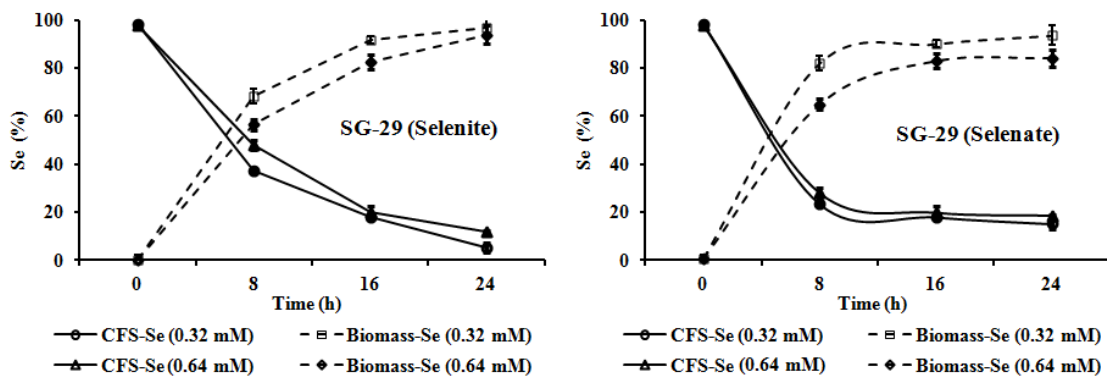 100
80
60
40
20
0
Se (%)
SG-29 (Selenite)
0 8 16 24
Time (h)
CFS-Se (0.32 mM) Biomass-Se (0.32 mM)
CFS-Se (0.64 mM) Biomass-Se (0.64 mM)
100
80
60
40
20
0
Se (%)
SG-29 (Selenate)
0 8 16 24
Time (h)
CFS-Se (0.32 mM) Biomass-Se (0.32 mM)
CFS-Se (0.64 mM) Biomass-Se (0.64 mM)